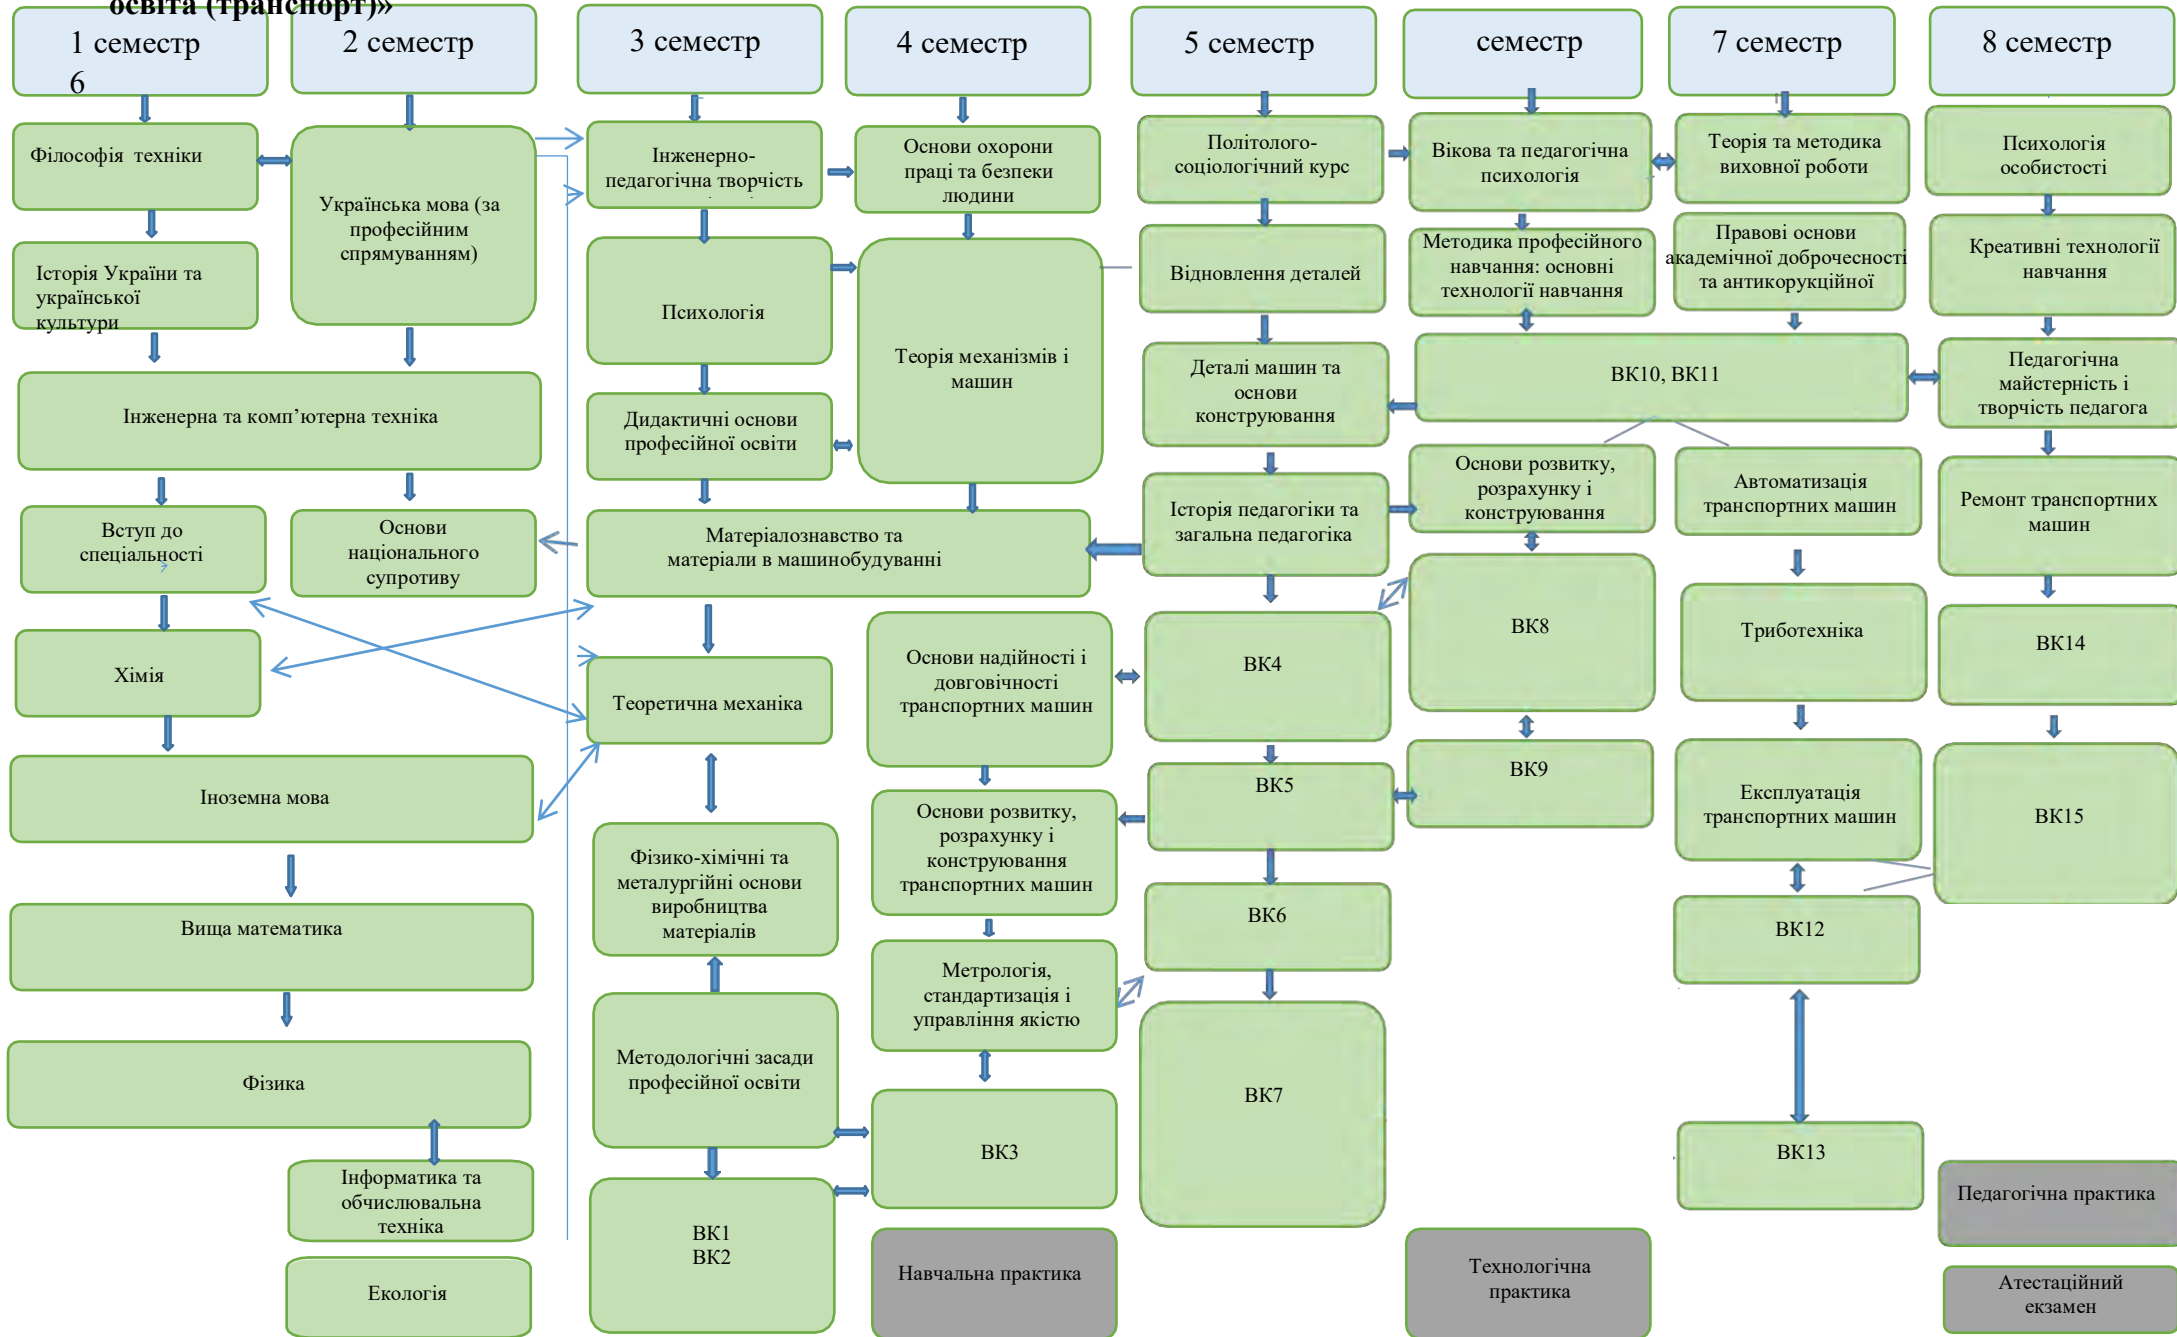 освіта (транспорт)»
1 семестр
6
2 семестр
3 семестр
4 семестр
5 семестр
семестр
7 семестр
8 семестр
Філософія техніки
Історія України та
української
культури
Українська мова (за
професійним
спрямуванням)
Інженерна та комп’ютерна техніка
Вступ до
спеціальності
Основи
національного
супротиву
Хімія
Іноземна мова
Вища математика
Фізика
Інформатика та
обчислювальна
техніка
Екологія
Інженерно-
педагогічна творчість
Психологія
Дидактичні основи
професійної освіти
Матеріалознавство та
матеріали в машинобудуванні
Теоретична механіка
Фізико-хімічні та
металургійні основи
виробництва
матеріалів
Методологічні засади
професійної освіти
ВК1
ВК2
Основи охорони
праці та безпеки
людини
Теорія механізмів і
машин
Основи надійності і
довговічності
транспортних машин
Основи розвитку,
розрахунку і
конструювання
транспортних машин
Метрологія,
стандартизація і
управління якістю
ВК3
Навчальна практика
Політолого-
соціологічний курс
Відновлення деталей
Деталі машин та
основи
конструювання
Історія педагогіки та
загальна педагогіка
ВК4
ВК5
ВК6
ВК7
Вікова та педагогічна
психологія
Методика професійного
навчання: основні
технології навчання
ВК10, ВК11
Основи розвитку,
розрахунку і
конструювання
ВК8
ВК9
Технологічна
практика
Теорія та методика
виховної роботи
Правові основи
академічної доброчесності
та антикорукційної
Автоматизація
транспортних машин
Триботехніка
Експлуатація
транспортних машин
ВК12
ВК13
Психологія
особистості
Креативні технології
навчання
Педагогічна
майстерність і
творчість педагога
Ремонт транспортних
машин
ВК14
ВК15
Педагогічна практика
Атестаційний
екзамен